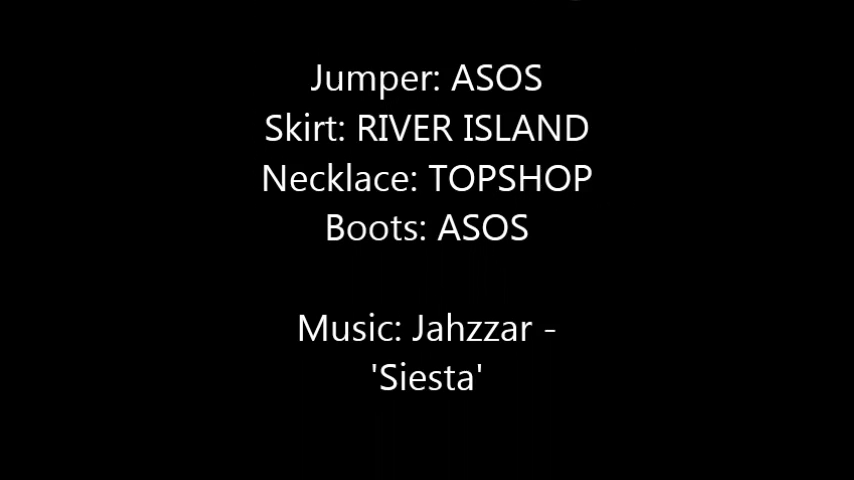 Jumper: ASOS
Skirt: RIVER ISLAND
Necklace: TOPSHOP
Boots: ASOS
Music: Jahzzar -
'Siesta'